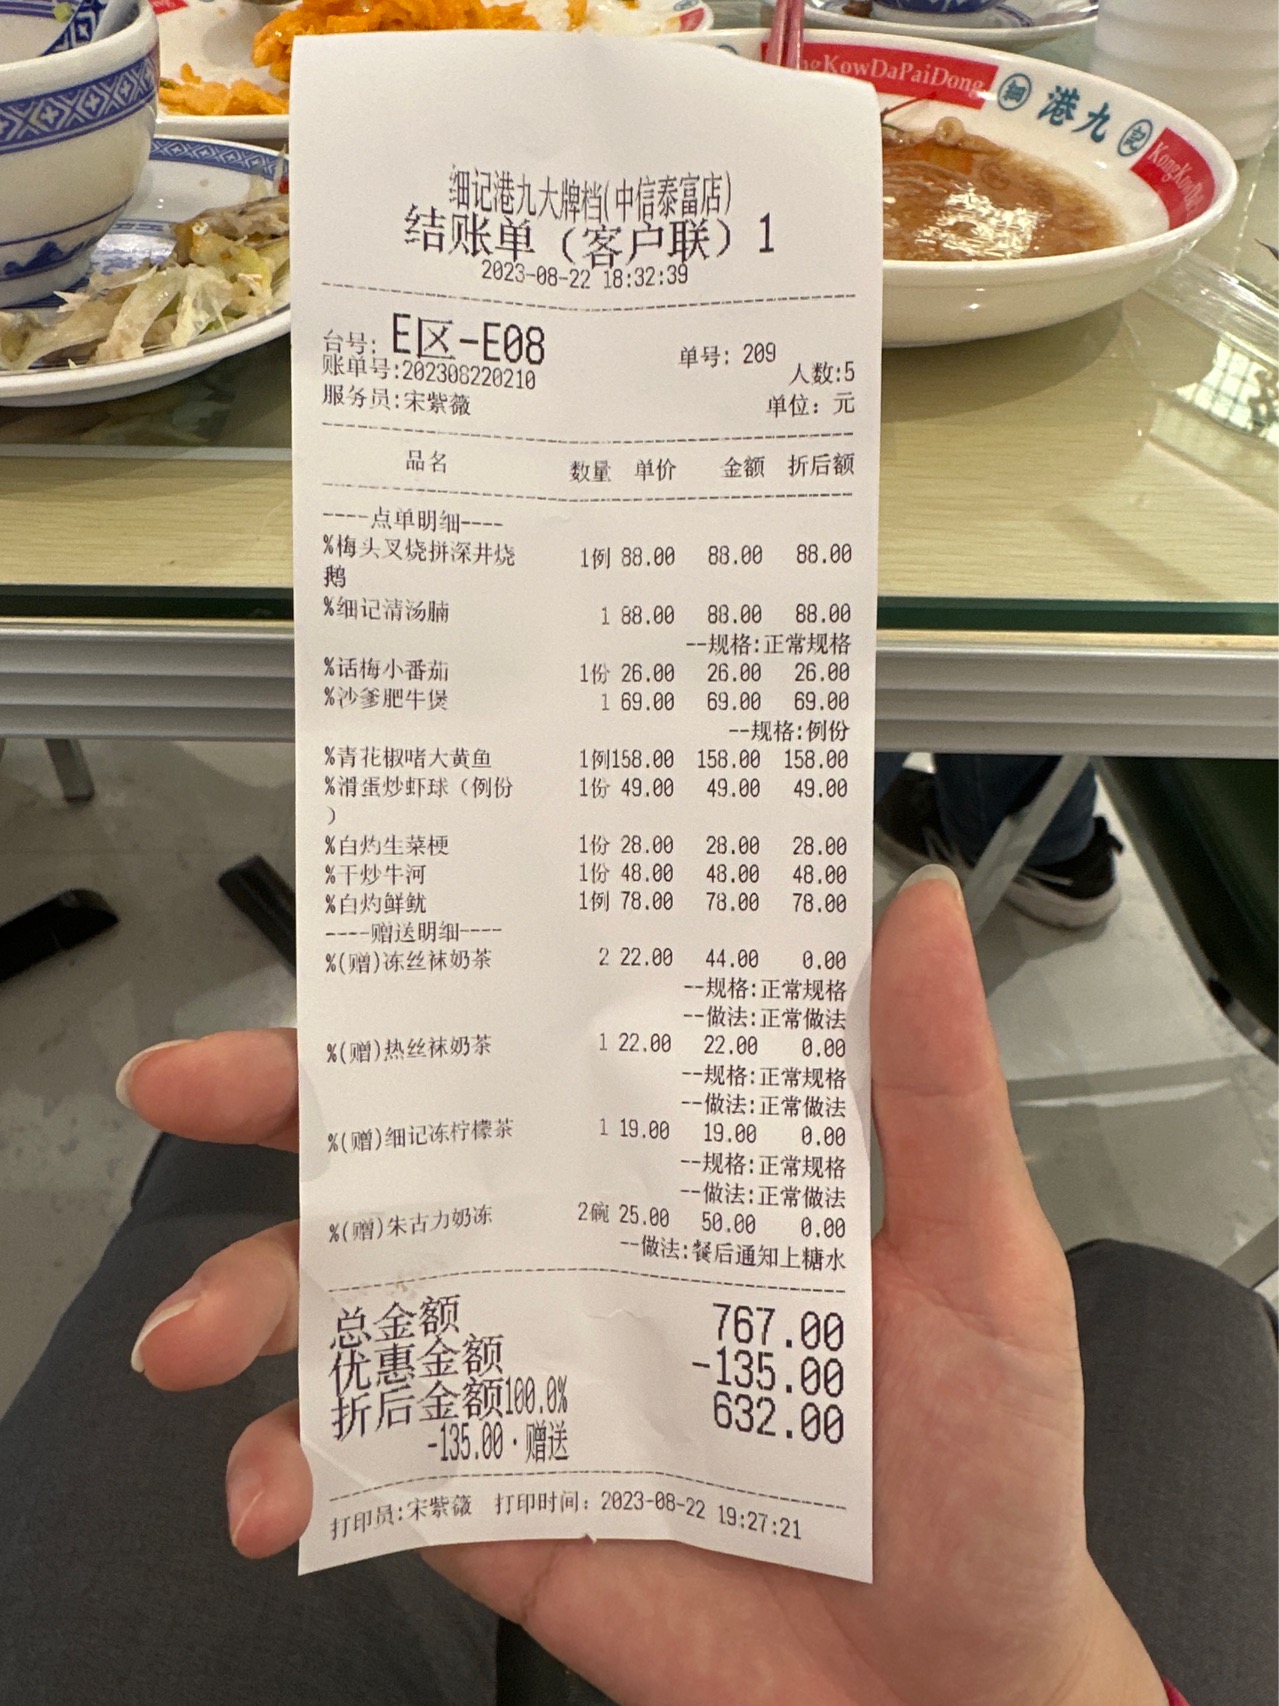 ngKowDaPaiDong
細 港九 記
KongKowDa
细记港九大牌档(中信泰富店)
结账单（客户联）1
2023-08-22 18:32:39
台号: E区-E08 单号: 209
账单号:202308220210 人数:5
服务员:宋紫薇 单位: 元
品名 数量 单价 金额 折后额
----点单明细----
%梅头叉烧拼深井烧 1例 88.00 88.00 88.00
鹅
%细记清汤腩 1 88.00 88.00 88.00
--规格:正常规格
%话梅小番茄 1份 26.00 26.00 26.00
%沙爹肥牛煲 1 69.00 69.00 69.00
--规格:例份
%青花椒啫大黄鱼 1例158.00 158.00 158.00
%滑蛋炒虾球（例份 1份 49.00 49.00 49.00
）
%白灼生菜梗 1份 28.00 28.00 28.00
%干炒牛河 1份 48.00 48.00 48.00
%白灼鲜鱿 1例 78.00 78.00 78.00
----赠送明细----
%(赠)冻丝袜奶茶 2 22.00 44.00 0.00
--规格:正常规格
--做法:正常做法
%(赠)热丝袜奶茶 1 22.00 22.00 0.00
--规格:正常规格
--做法:正常做法
%(赠)细记冻柠檬茶 1 19.00 19.00 0.00
--规格:正常规格
--做法:正常做法
%(赠)朱古力奶冻 2碗 25.00 50.00 0.00
--做法:餐后通知上糖水
总金额 767.00
优惠金额 -135.00
折后金额100.0% 632.00
-135.00·赠送
打印员:宋紫薇 打印时间: 2023-08-22 19:27:21